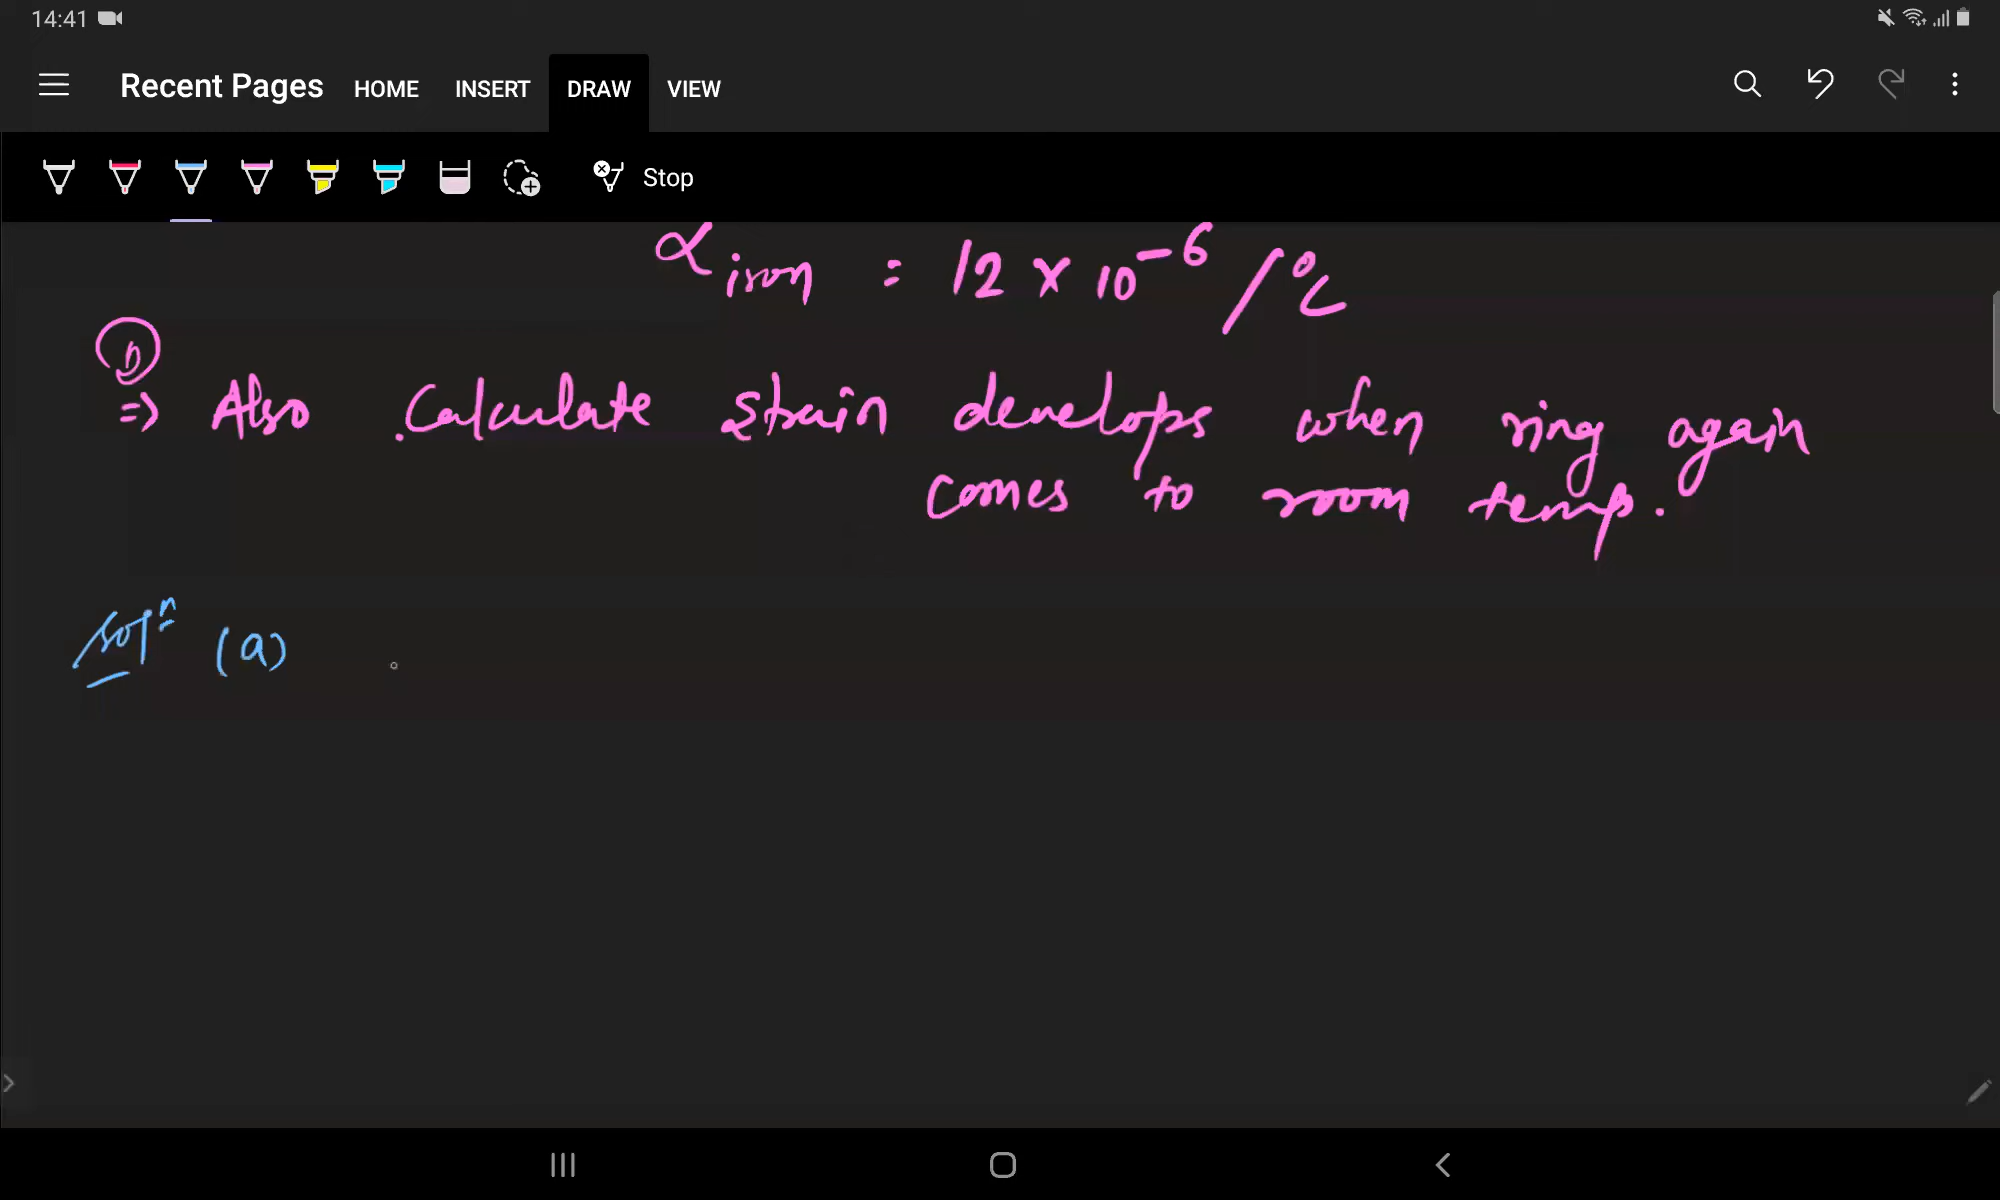 14:41
Recent Pages HOME INSERT DRAW VIEW
Stop
α iron = 12 × 10⁻⁶ /°C
b
⇒ Also Calculate strain develops when ring again
comes to room temp.
Solⁿ (a)